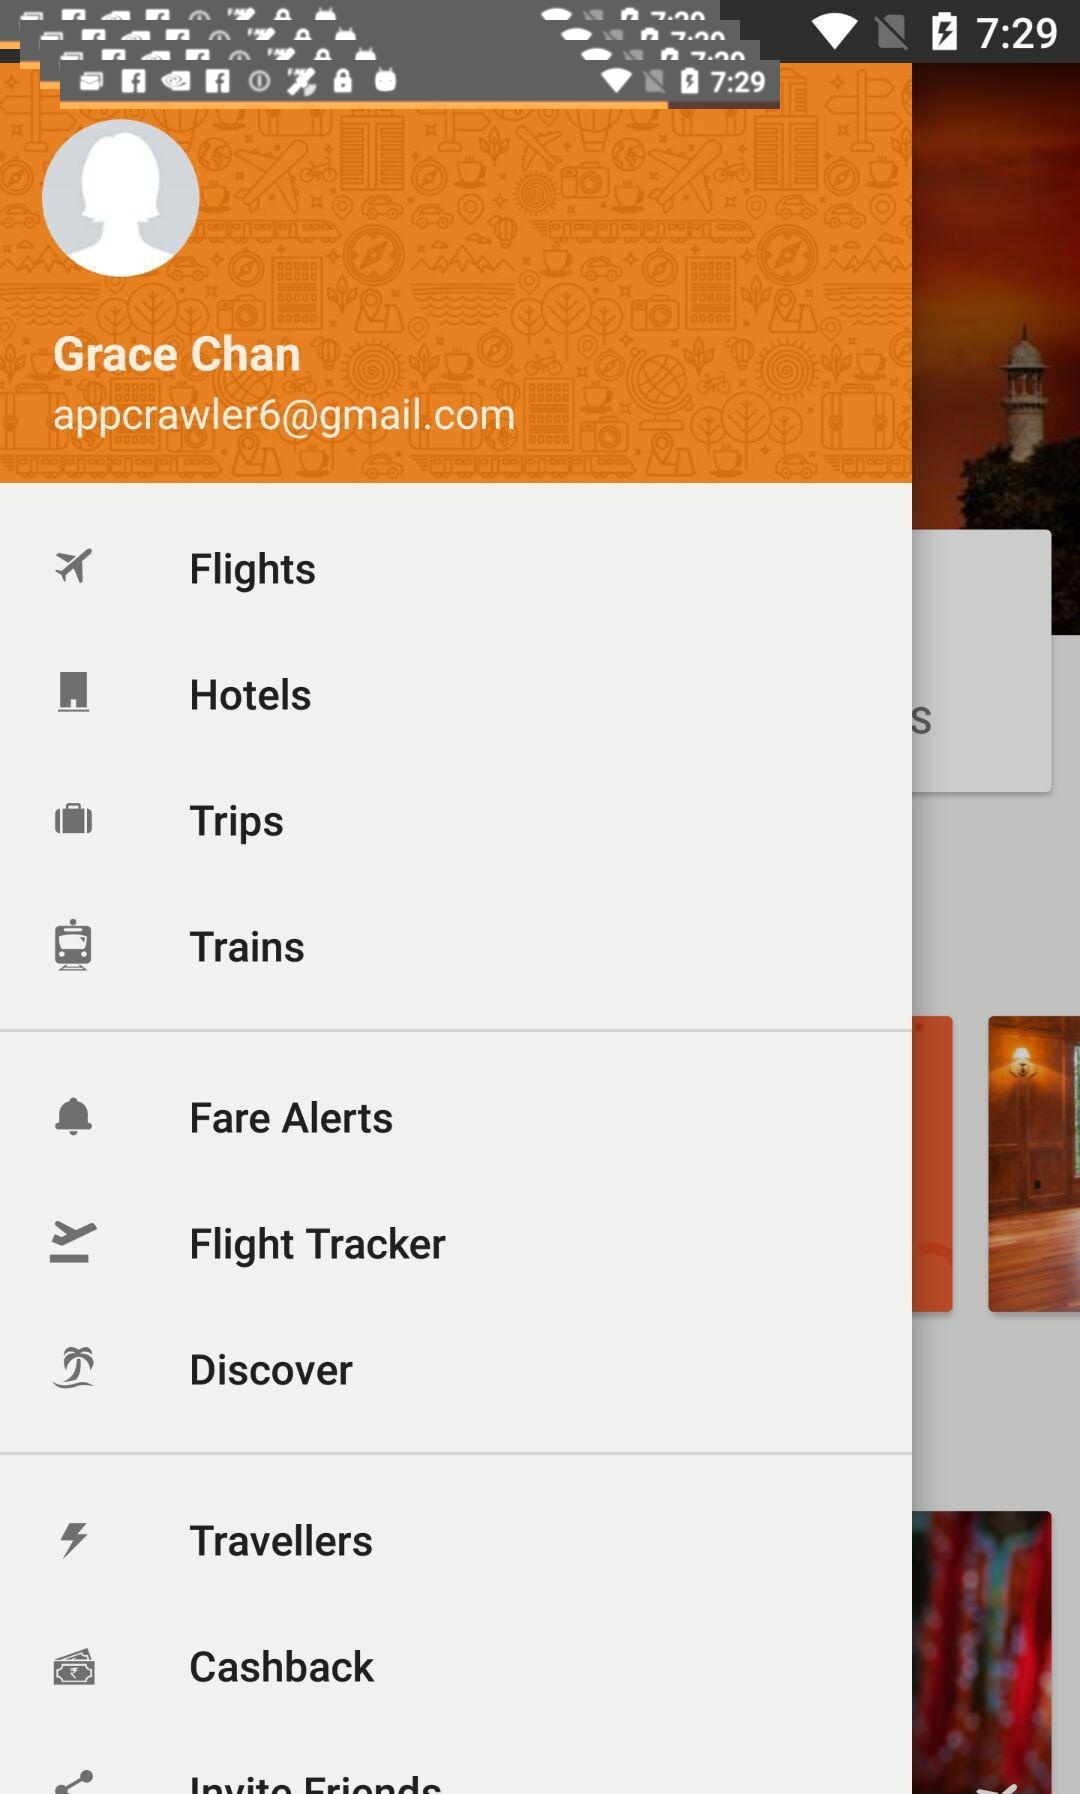 7:29
7:29
Grace Chan
appcrawler6@gmail.com
Flights
Hotels
S
Trips
Trains
Fare Alerts
Flight Tracker
Discover
Travellers
Cashback
Invite Friends